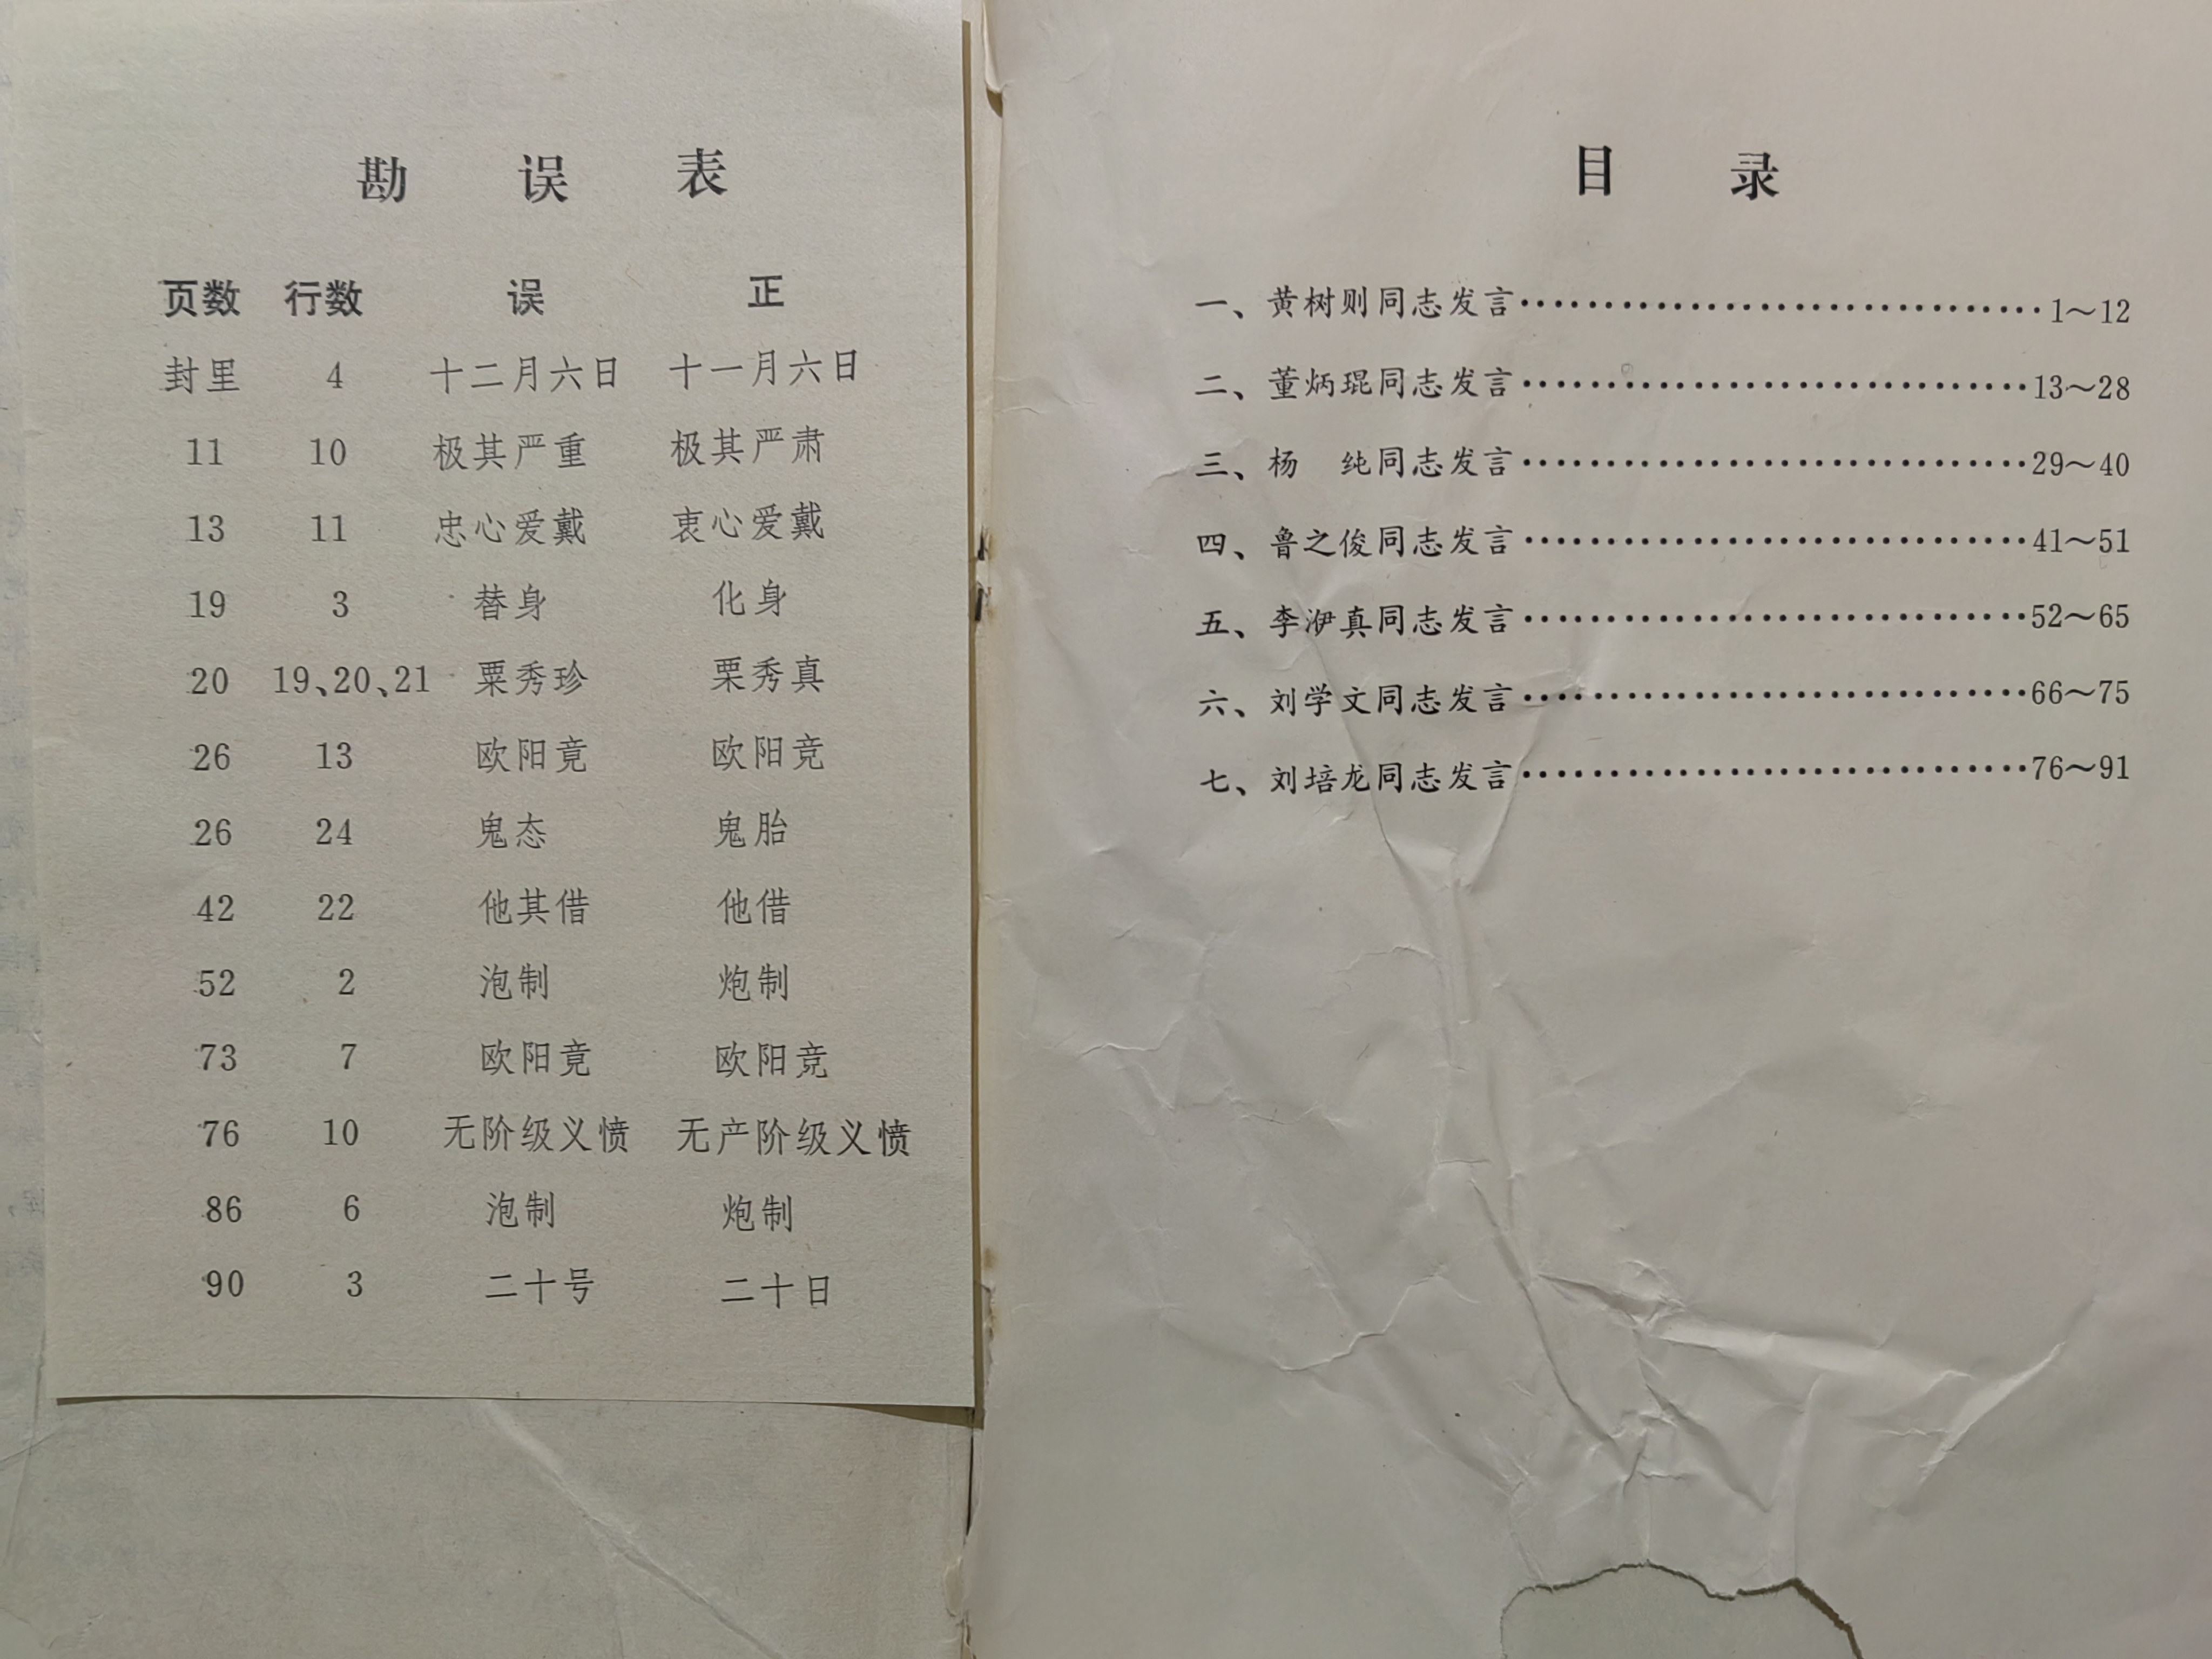 勘误表
页数 行数 误 正
封里 4 十二月六日 十一月六日
11 10 极其严重 极其严肃
13 11 忠心爱戴 衷心爱戴
19 3 替身 化身
20 19、20、21 粟秀珍 栗秀真
26 13 欧阳竟 欧阳竞
26 24 鬼态 鬼胎
42 22 他其借 他借
52 2 泡制 炮制
73 7 欧阳竟 欧阳竞
76 10 无阶级义愤 无产阶级义愤
86 6 泡制 炮制
90 3 二十号 二十日
目录
一、黄树则同志发言……………………………1～12
二、董炳琨同志发言……………………………13～28
三、杨 纯同志发言……………………………29～40
四、鲁之俊同志发言……………………………41～51
五、李洢真同志发言……………………………52～65
六、刘学文同志发言……………………………66～75
七、刘培龙同志发言……………………………76～91